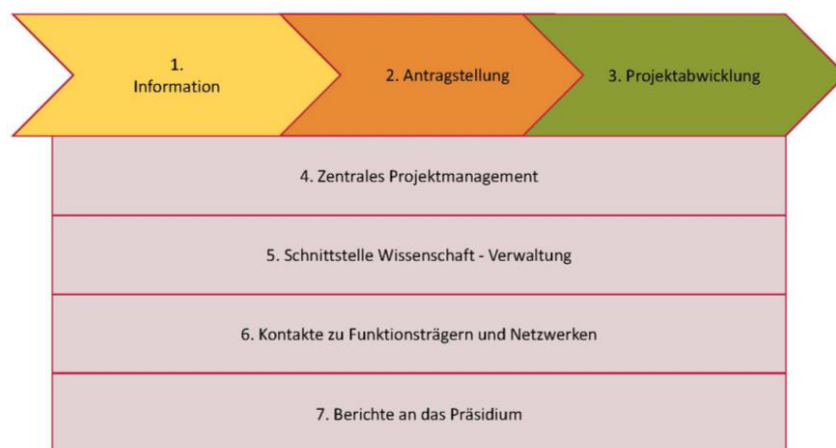 1.
Information
2. Antragstellung
3. Projektabwicklung
4. Zentrales Projektmanagement
5. Schnittstelle Wissenschaft - Verwaltung
6. Kontakte zu Funktionsträgern und Netzwerken
7. Berichte an das Präsidium